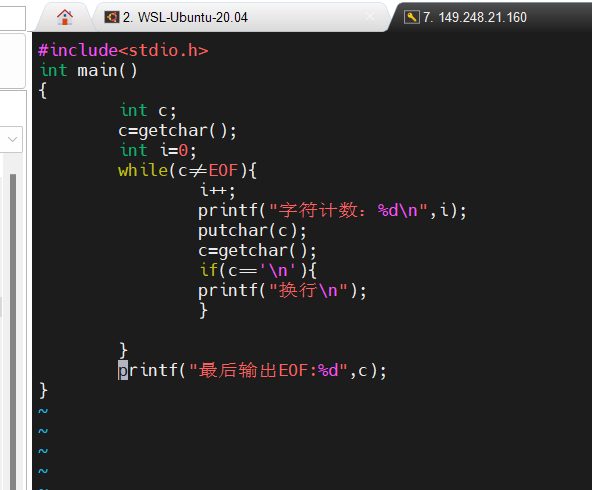 2. WSL-Ubuntu-20.04
7. 149.248.21.160
#include<stdio.h>
int main()
{
int c;
c=getchar();
int i=0;
while(c!=EOF){
i++;
printf("字符计数：%d\n",i);
putchar(c);
c=getchar();
if(c=='\n'){
printf("换行\n");
}
}
printf("最后输出EOF:%d",c);
}
~
~
~
~